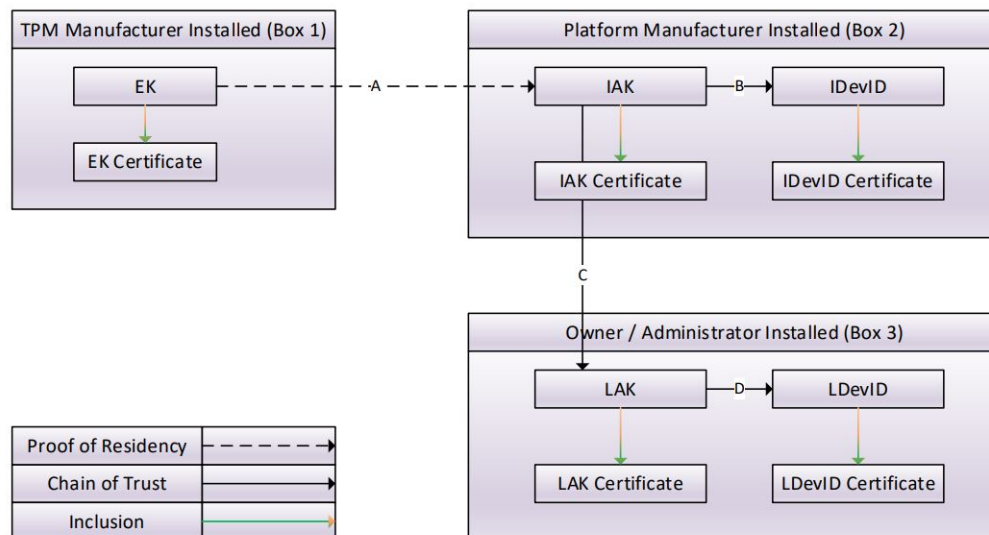 TPM Manufacturer Installed (Box 1)
EK
EK Certificate
A
Platform Manufacturer Installed (Box 2)
IAK
B
IDevID
IAK Certificate
IDevID Certificate
C
Owner / Administrator Installed (Box 3)
LAK
D
LDevID
LAK Certificate
LDevID Certificate
Proof of Residency
Chain of Trust
Inclusion